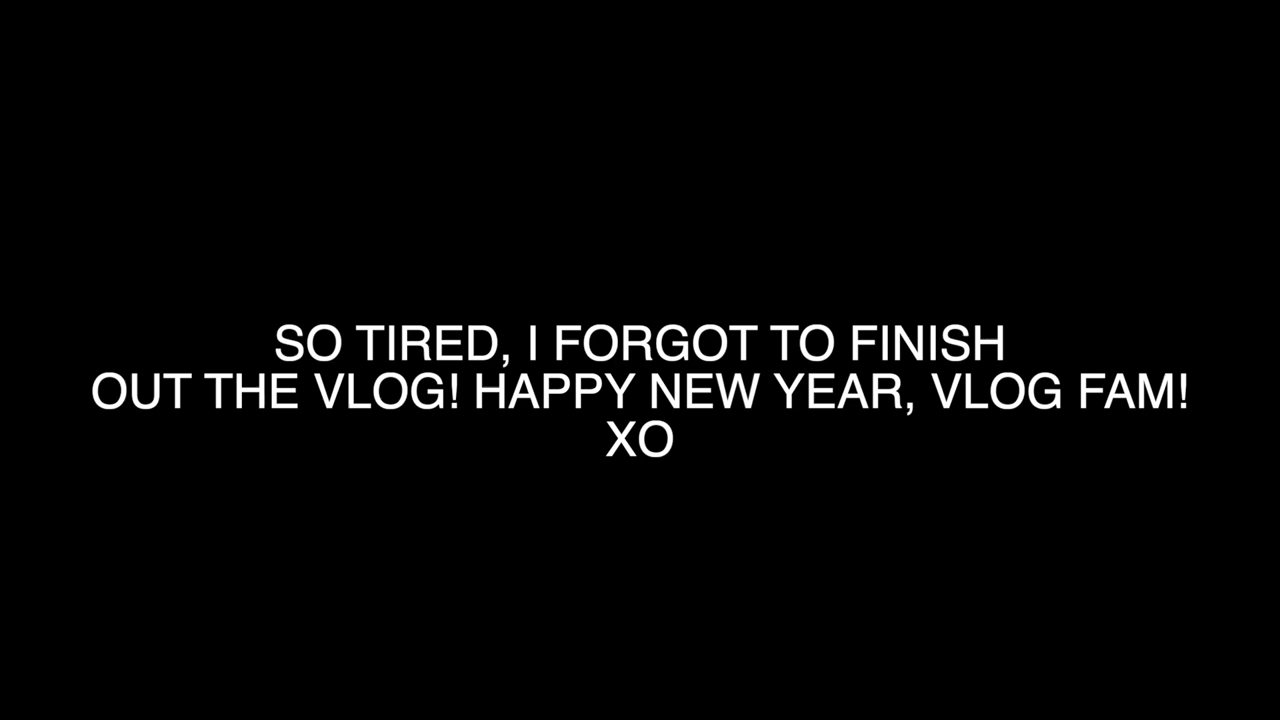 SO TIRED, I FORGOT TO FINISH
OUT THE VLOG! HAPPY NEW YEAR, VLOG FAM!
XO